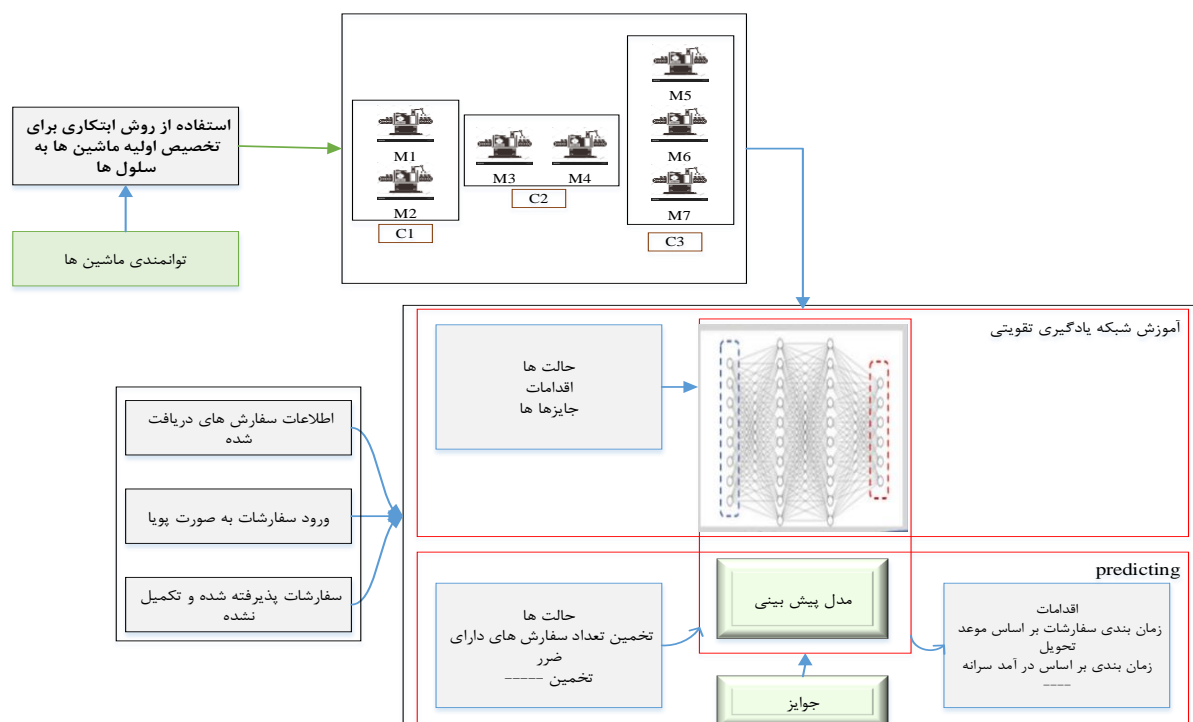 استفاده از روش ابتکاری برای
تخصیص اولیه ماشین ها به
سلول ها
توانمندی ماشین ها
M1
M2
C1
M3
M4
C2
M5
M6
M7
C3
آموزش شبکه یادگیری تقویتی
حالت ها
اقدامات
جایزها ها
اطلاعات سفارش های دریافت
شده
ورود سفارشات به صورت پویا
سفارشات پذیرفته شده و تکمیل
نشده
predicting
حالت ها
تخمین تعداد سفارش های دارای
ضرر
تخمین -----
مدل پیش بینی
جوایز
اقدامات
زمان بندی سفارشات بر اساس موعد
تحویل
زمان بندی بر اساس در آمد سرانه
----